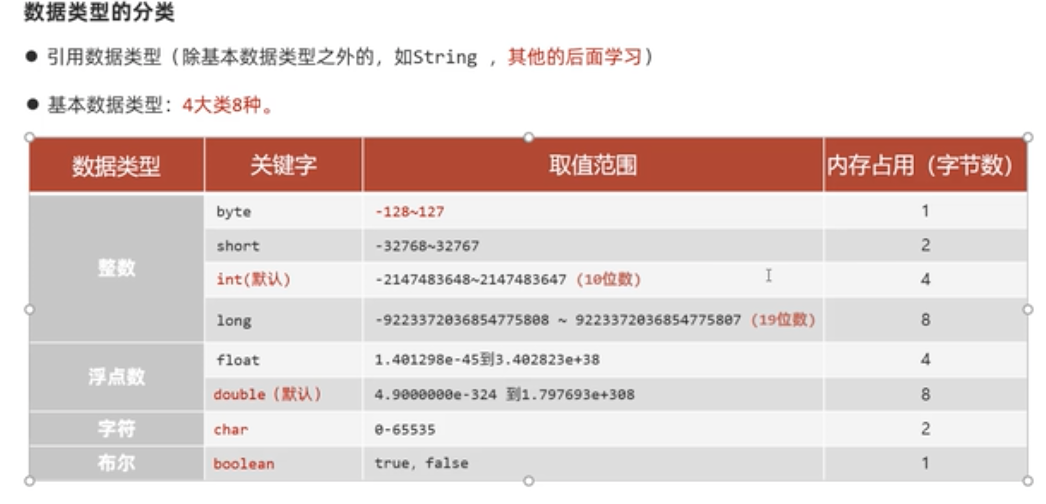 数据类型的分类
● 引用数据类型（除基本数据类型之外的，如String ，其他的后面学习）
● 基本数据类型：4大类8种。
数据类型 关键字 取值范围 内存占用（字节数）
整数 byte -128~127 1
short -32768~32767 2
int(默认) -2147483648~2147483647 (10位数) 4
long -9223372036854775808 ~ 9223372036854775807 (19位数) 8
浮点数 float 1.401298e-45到3.402823e+38 4
double（默认） 4.9000000e-324 到1.797693e+308 8
字符 char 0-65535 2
布尔 boolean true, false 1